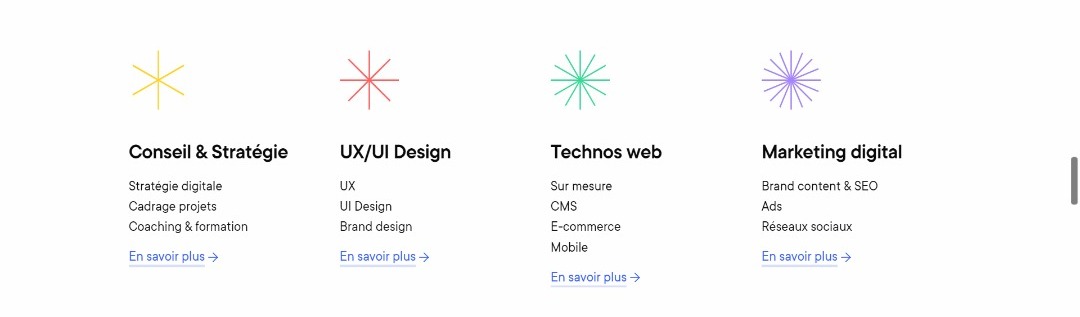 Conseil & Stratégie
Stratégie digitale
Cadrage projets
Coaching & formation
En savoir plus →
UX/UI Design
UX
UI Design
Brand design
En savoir plus →
Technos web
Sur mesure
CMS
E-commerce
Mobile
En savoir plus →
Marketing digital
Brand content & SEO
Ads
Réseaux sociaux
En savoir plus →